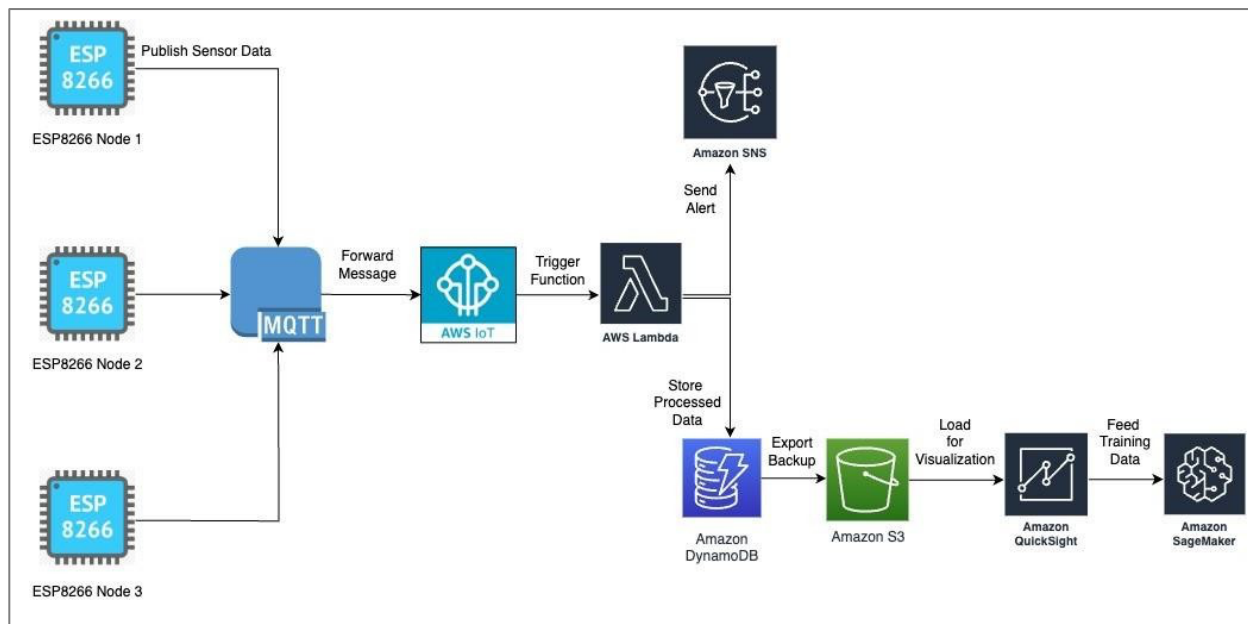 ESP
8266
ESP8266 Node 1
Publish Sensor Data
ESP
8266
ESP8266 Node 2
ESP
8266
ESP8266 Node 3
MQTT
Forward
Message
AWS IoT
Trigger
Function
AWS Lambda
Send
Alert
Amazon SNS
Store
Processed
Data
Amazon
DynamoDB
Export
Backup
Amazon S3
Load
for
Visualization
Amazon
QuickSight
Feed
Training
Data
Amazon
SageMaker